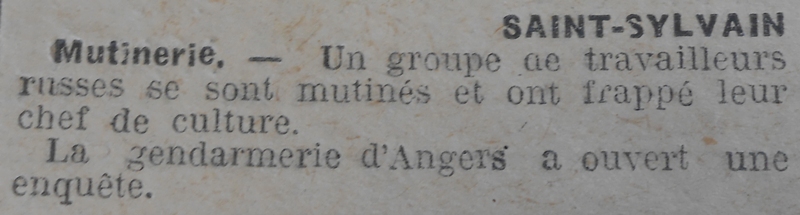 SAINT-SYLVAIN
Mutinerie. — Un groupe de travailleurs
russes se sont mutinés et ont frappé leur
chef de culture.
La gendarmerie d'Angers a ouvert une
enquête.